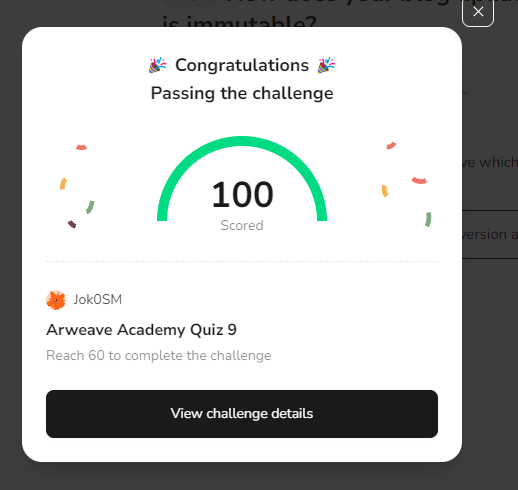 How does your blog
is immutable?
Congratulations
Passing the challenge
s.
ve which
100
Scored
version a
Jok0SM
Arweave Academy Quiz 9
Reach 60 to complete the challenge
View challenge details